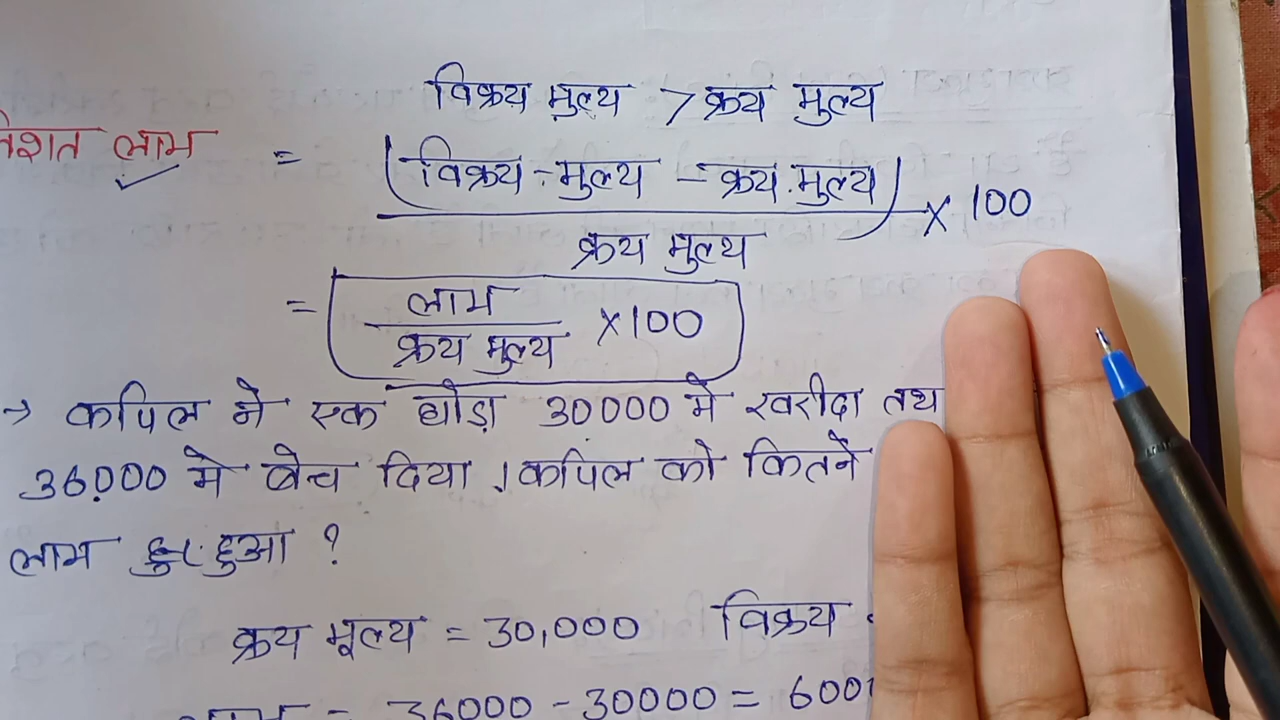 विक्रय मुल्य > क्रय मुल्य
तिशत लाभ = (विक्रय-मुल्य - क्रय मुल्य) × 100
क्रय मुल्य
= लाभ
क्रय मुल्य ×100
→ कपिल ने एक घोड़ा 30000 मे खरीदा तथ
36000 मे बेच दिया । कपिल को कितने
लाभ हुआ ?
क्रय मूल्य = 30,000 विक्रय
= 36000 - 30000 = 600